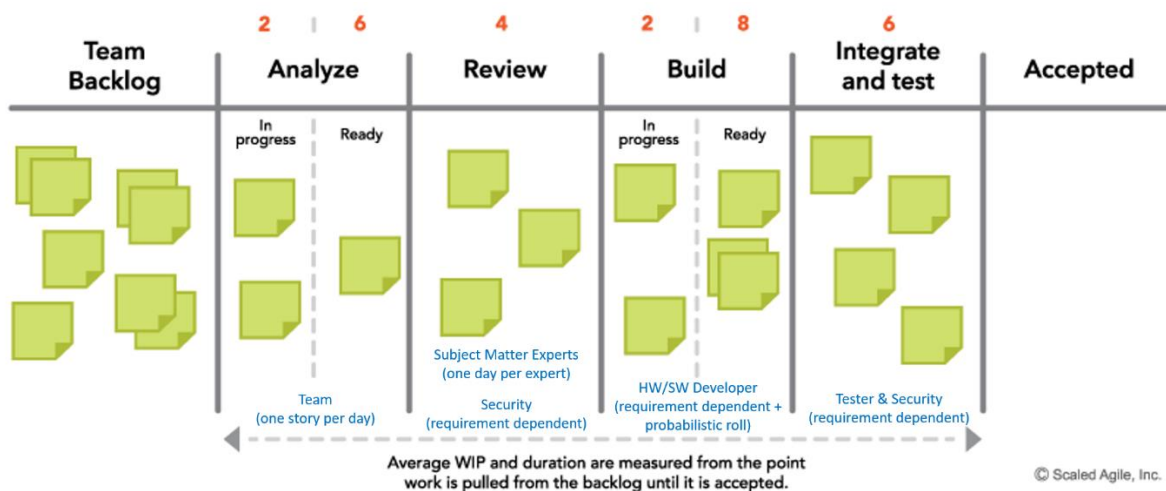 2
6
4
2
8
6
Team
Backlog
Analyze
Review
Build
Integrate
and test
Accepted
In
progress
Ready
In
progress
Ready
Subject Matter Experts
(one day per expert)
Team
(one story per day)
Security
(requirement dependent)
HW/SW Developer
(requirement dependent +
probabilistic roll)
Tester & Security
(requirement dependent)
Average WIP and duration are measured from the point
work is pulled from the backlog until it is accepted.
© Scaled Agile, Inc.